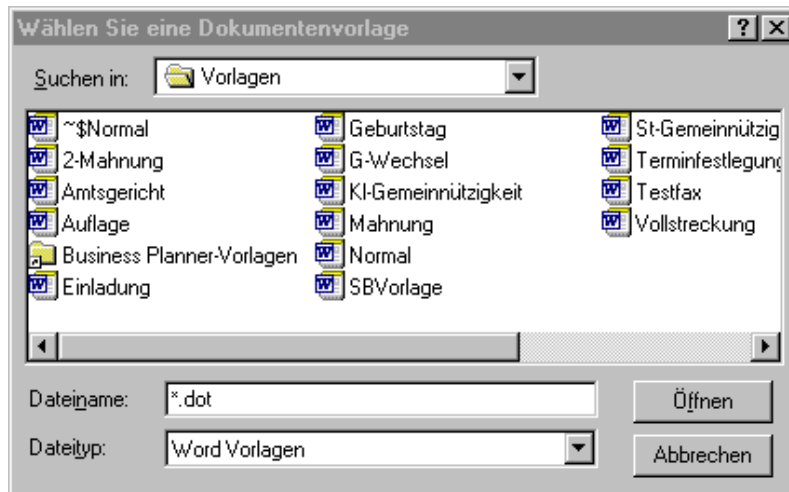 Wählen Sie eine Dokumentenvorlage
Suchen in: Vorlagen
~$Normal
2-Mahnung
Amtsgericht
Auflage
Business Planner-Vorlagen
Einladung
Geburtstag
G-Wechsel
KI-Gemeinnützigkeit
Mahnung
Normal
SBVorlage
St-Gemeinnützig
Terminfestlegung
Testfax
Vollstreckung
Dateiname: *.dot
Öffnen
Dateityp: Word Vorlagen
Abbrechen